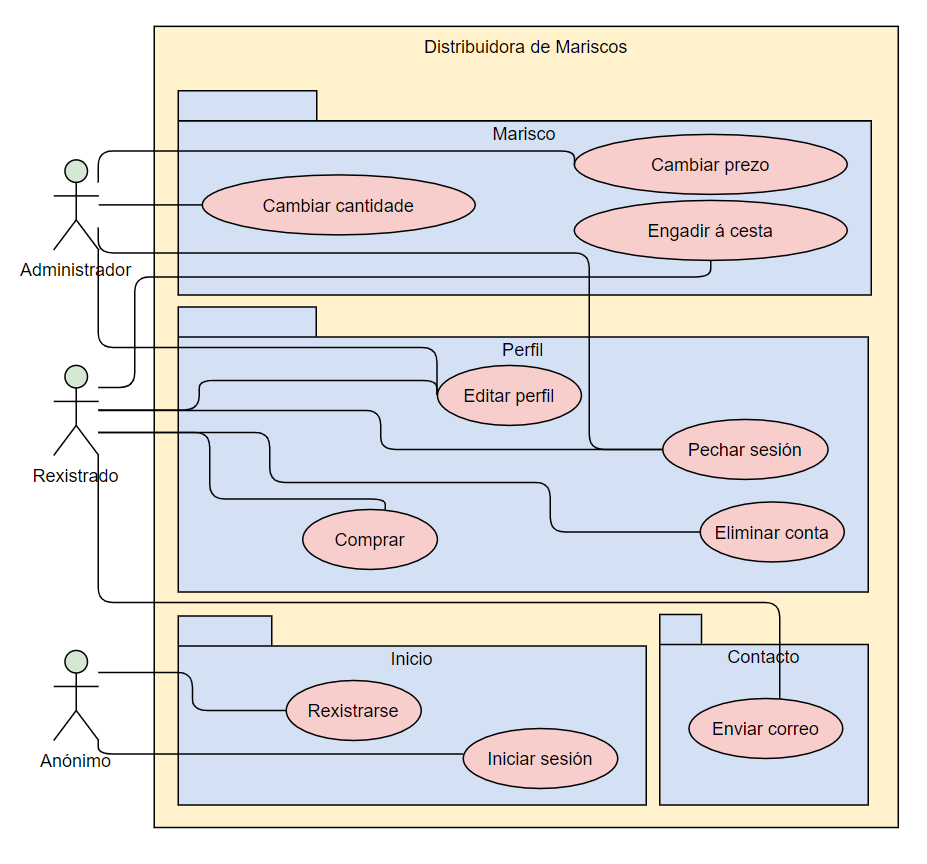 Distribuidora de Mariscos
Marisco
Cambiar prezo
Cambiar cantidade
Engadir á cesta
Administrador
Perfil
Editar perfil
Pechar sesión
Rexistrado
Eliminar conta
Comprar
Inicio
Contacto
Rexistrarse
Enviar correo
Iniciar sesión
Anónimo